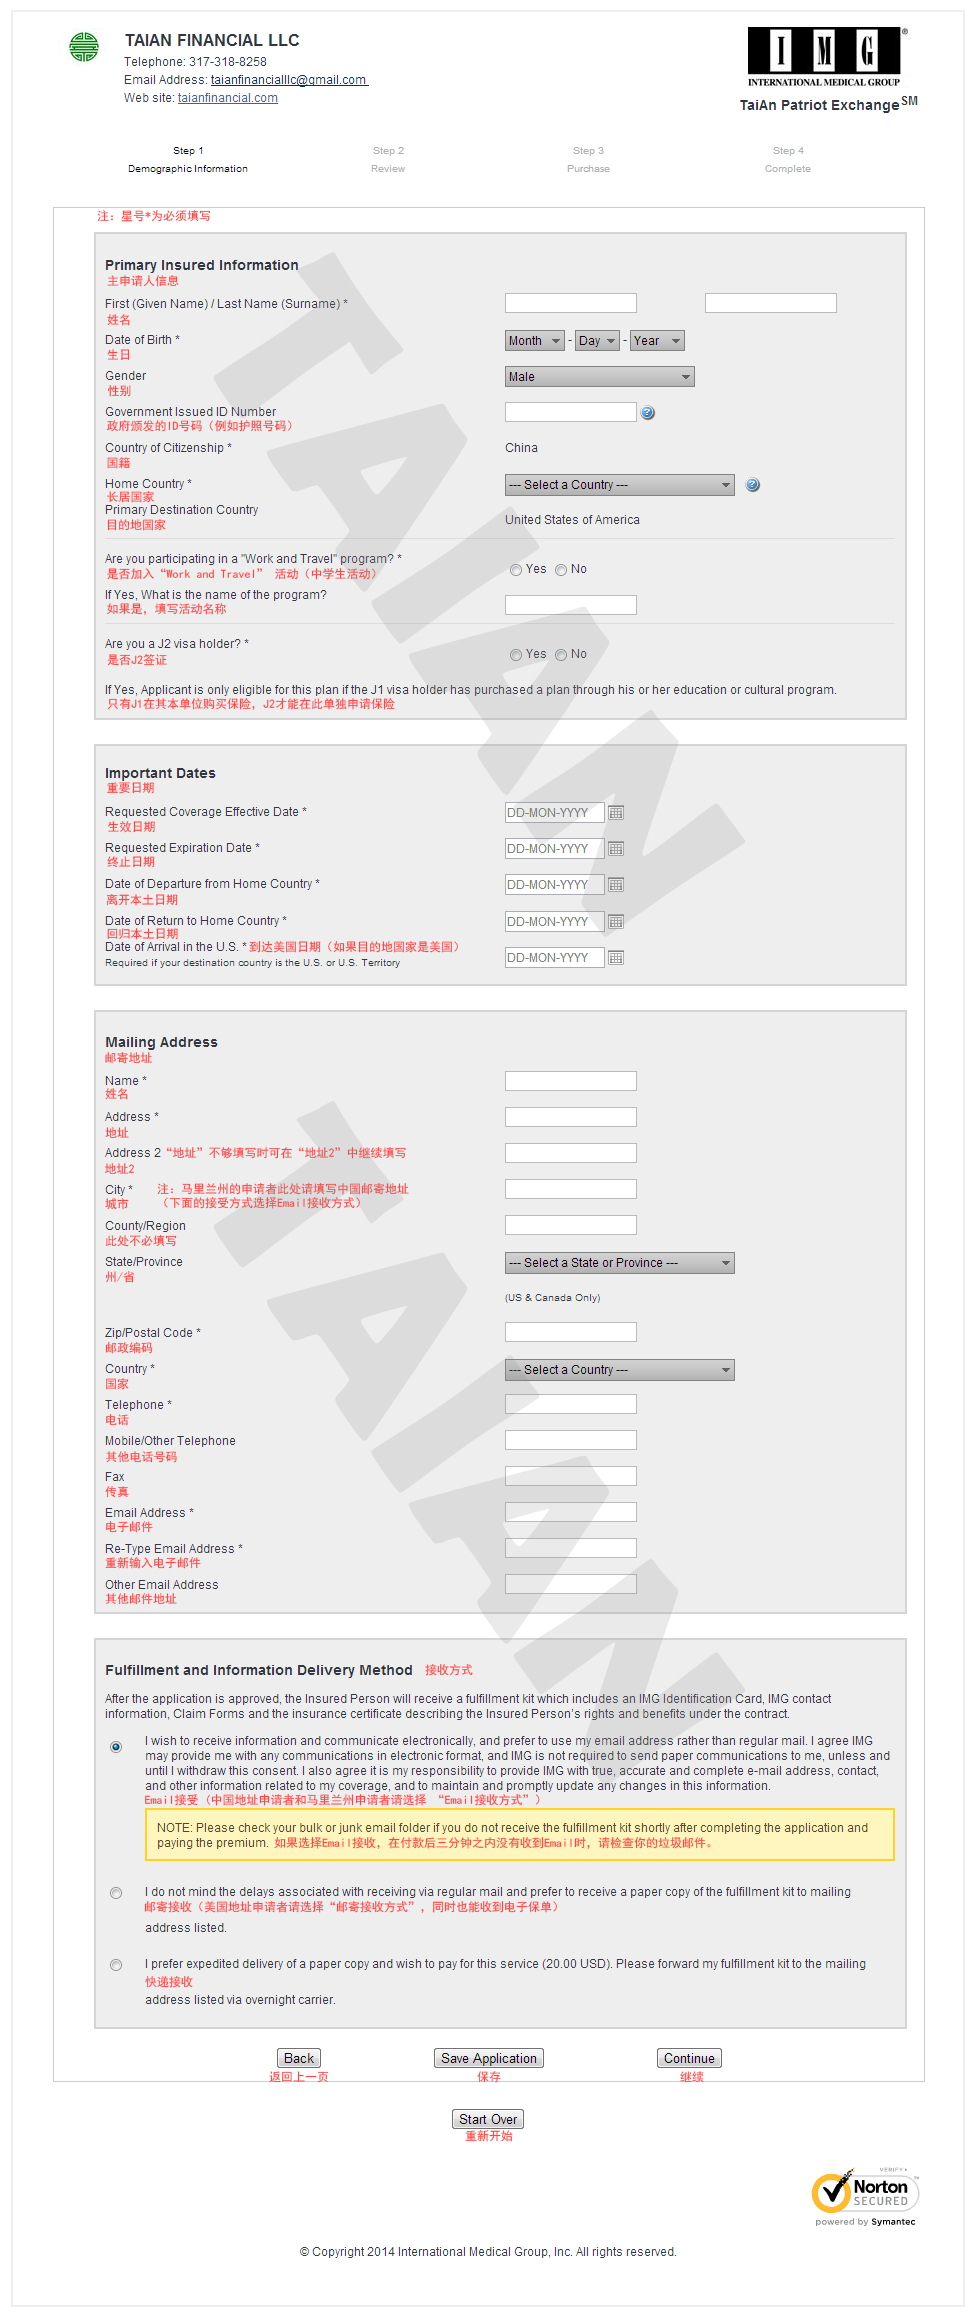 TAIAN FINANCIAL LLC
Telephone: 317-318-8258
Email Address: taianfinancialllc@gmail.com
Web site: taianfinancial.com
IMG®
INTERNATIONAL MEDICAL GROUP
TaiAn Patriot Exchange SM
Step 1 Step 2 Step 3 Step 4
Demographic Information Review Purchase Complete
注：星号*为必须填写
Primary Insured Information
主申请人信息
First (Given Name) / Last Name (Surname) *
姓名
Date of Birth * Month - Day - Year
生日
Gender Male
性别
Government Issued ID Number ?
政府颁发的ID号码（例如护照号码）
Country of Citizenship * China
国籍
Home Country * --- Select a Country --- ?
长居国家
Primary Destination Country United States of America
目的地国家
Are you participating in a "Work and Travel" program? * Yes No
是否加入“Work and Travel” 活动（中学生活动）
If Yes, What is the name of the program?
如果是，填写活动名称
Are you a J2 visa holder? * Yes No
是否J2签证
If Yes, Applicant is only eligible for this plan if the J1 visa holder has purchased a plan through his or her education or cultural program.
只有J1在其本单位购买保险，J2才能在此单独申请保险
Important Dates
重要日期
Requested Coverage Effective Date * DD-MON-YYYY
生效日期
Requested Expiration Date * DD-MON-YYYY
终止日期
Date of Departure from Home Country * DD-MON-YYYY
离开本土日期
Date of Return to Home Country * DD-MON-YYYY
回归本土日期
Date of Arrival in the U.S. * 到达美国日期（如果目的地国家是美国） DD-MON-YYYY
Required if your destination country is the U.S. or U.S. Territory
Mailing Address
邮寄地址
Name *
姓名
Address *
地址
Address 2 “地址”不够填写时可在“地址2”中继续填写
地址2
City * 注：马里兰州的申请者此处请填写中国邮寄地址
城市 （下面的接受方式选择Email接收方式）
County/Region
此处不必填写
State/Province --- Select a State or Province ---
州/省
(US & Canada Only)
Zip/Postal Code *
邮政编码
Country * --- Select a Country ---
国家
Telephone *
电话
Mobile/Other Telephone
其他电话号码
Fax
传真
Email Address *
电子邮件
Re-Type Email Address *
重新输入电子邮件
Other Email Address
其他邮件地址
Fulfillment and Information Delivery Method 接收方式
After the application is approved, the Insured Person will receive a fulfillment kit which includes an IMG Identification Card, IMG contact
information, Claim Forms and the insurance certificate describing the Insured Person's rights and benefits under the contract.
I wish to receive information and communicate electronically, and prefer to use my email address rather than regular mail. I agree IMG
may provide me with any communications in electronic format, and IMG is not required to send paper communications to me, unless and
until I withdraw this consent. I also agree it is my responsibility to provide IMG with true, accurate and complete e-mail address, contact,
and other information related to my coverage, and to maintain and promptly update any changes in this information.
Email接受（中国地址申请者和马里兰州申请者请选择 “Email接收方式”）
NOTE: Please check your bulk or junk email folder if you do not receive the fulfillment kit shortly after completing the application and
paying the premium. 如果选择Email接收，在付款后三分钟之内没有收到Email时，请检查你的垃圾邮件。
I do not mind the delays associated with receiving via regular mail and prefer to receive a paper copy of the fulfillment kit to mailing
邮寄接收（美国地址申请者请选择“邮寄接收方式”，同时也能收到电子保单）
address listed.
I prefer expedited delivery of a paper copy and wish to pay for this service (20.00 USD). Please forward my fulfillment kit to the mailing
快递接收
address listed via overnight carrier.
Back Save Application Continue
返回上一页 保存 继续
Start Over
重新开始
VERIFY
Norton
SECURED
powered by Symantec
© Copyright 2014 International Medical Group, Inc. All rights reserved.
TAIAN
TAIAN